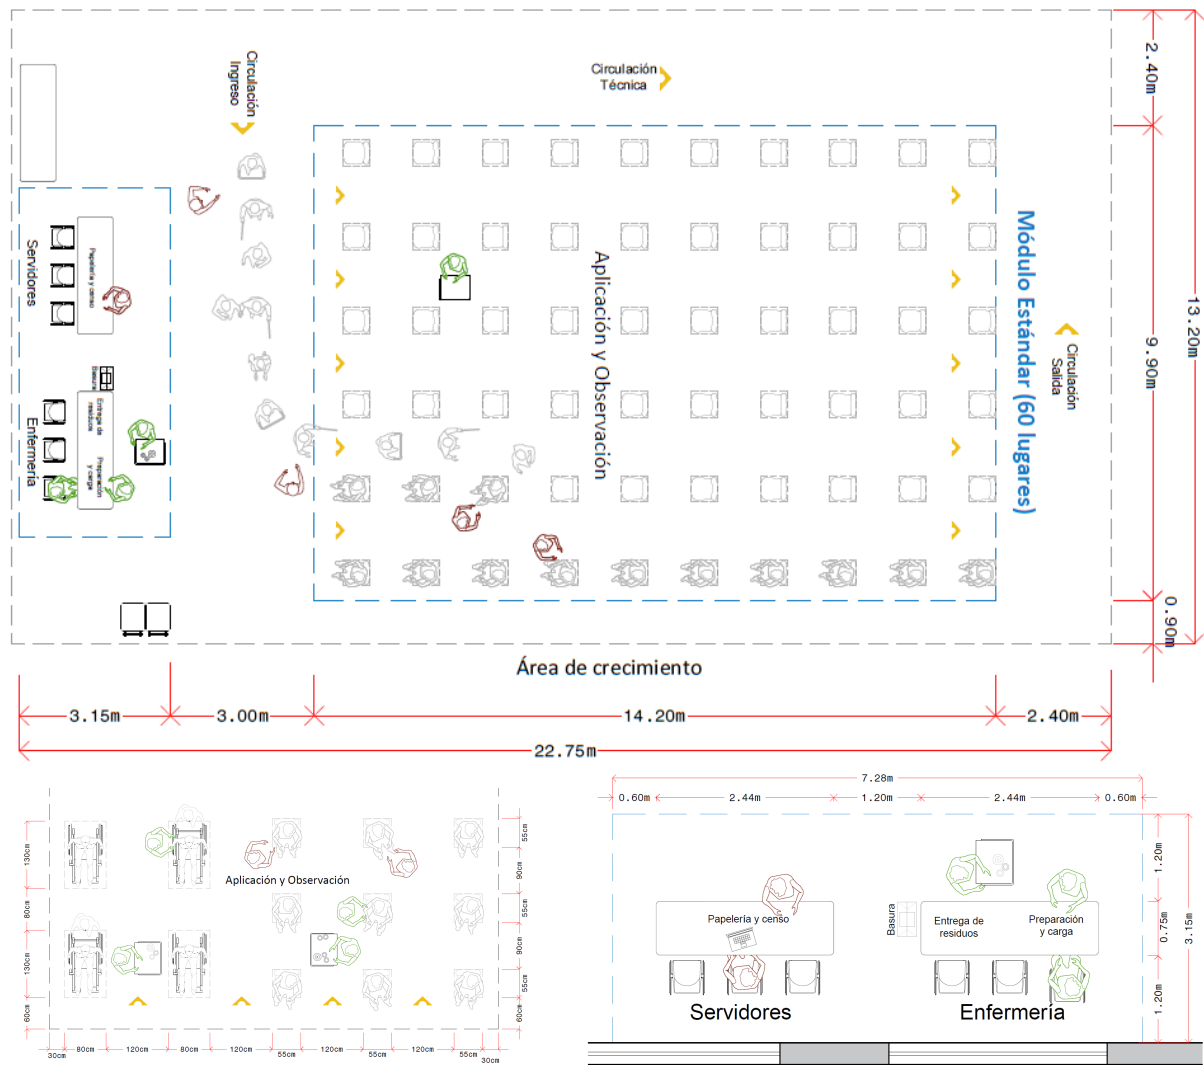 Circulación
Ingreso
Circulación
Técnica
2.40m
13.20m
9.90m
0.90m
Servidores
Papelería y censo
Basura
Entrega de
residuos
Preparación
y carga
Enfermería
Aplicación y Observación
Módulo Estándar (60 lugares)
Circulación
Salida
Área de crecimiento
3.15m
3.00m
14.20m
2.40m
22.75m
130cm
80cm
130cm
60cm
Aplicación y Observación
55cm
90cm
55cm
90cm
55cm
60cm
30cm
80cm
120cm
80cm
120cm
55cm
120cm
55cm
120cm
55cm
30cm
7.28m
0.60m
2.44m
1.20m
2.44m
0.60m
Papelería y censo
Basura
Entrega de
residuos
Preparación
y carga
1.20m
0.75m
1.20m
3.15m
Servidores
Enfermería